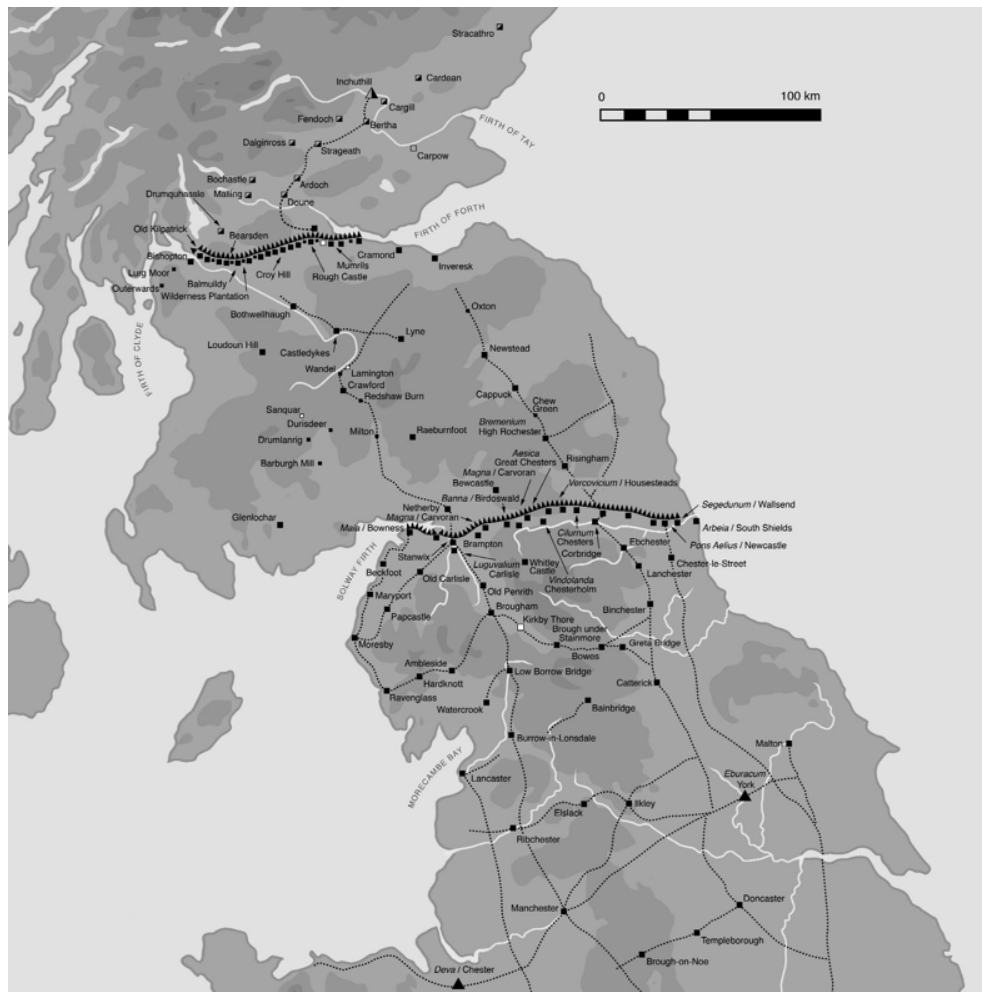 Stracathro
Inchuthill
Cardean
0 100 km
Cargill
Fendoch
Bertha
FIRTH OF TAY
Dalginross
Strageath
Carpow
Bochastle
Ardoch
Drumquhassle
Malling
Doune
Old Kilpatrick
Bearsden
FIRTH OF FORTH
Bishopton
Cramond
Mumrills
Inveresk
Lurg Moor
Croy Hill
Rough Castle
Balmuildy
Outerwards
Wilderness Plantation
Bothwellhaugh
Oxton
FIRTH OF CLYDE
Lyne
Loudoun Hill
Castledykes
Newstead
Wandel
Lamington
Crawford
Cappuck
Redshaw Burn
Chew
Green
Sanquar
Durisdeer
Bremenium
High Rochester
Drumlanrig
Milton
Raeburnfoot
Aesica
Great Chesters
Risingham
Barburgh Mill
Magna / Carvoran
Bewcastle
Vercovicium / Housesteads
Banna / Birdoswald
Segedunum / Wallsend
Netherby
Magna / Carvoran
Glenlochar
Maia / Bowness
Arbeia / South Shields
Cilurnum
Chesters
Ebchester
Brampton
Pons Aelius / Newcastle
Stanwix
Corbridge
SOLWAY FIRTH
Luguvalium
Carlisle
Whitley
Castle
Chester-le-Street
Beckfoot
Old Carlisle
Vindolanda
Chesterholm
Lanchester
Old Penrith
Maryport
Brougham
Binchester
Papcastle
Kirkby Thore
Brough under
Stainmore
Moresby
Greta Bridge
Bowes
Ambleside
Low Borrow Bridge
Hardknott
Catterick
Ravenglass
Watercrook
Bainbridge
Burrow-in-Lonsdale
Malton
MORECAMBE BAY
Lancaster
Eburacum
York
Elslack
Ilkley
Ribchester
Manchester
Doncaster
Templeborough
Brough-on-Noe
Deva / Chester